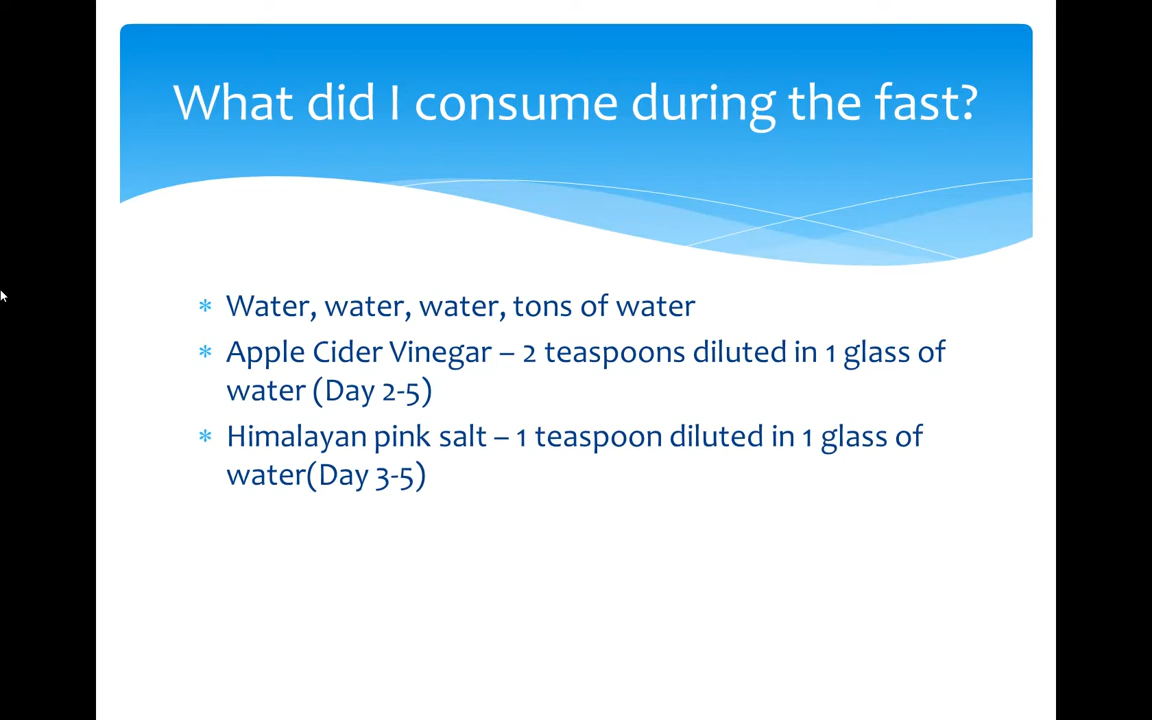 What did I consume during the fast?
* Water, water, water, tons of water
* Apple Cider Vinegar – 2 teaspoons diluted in 1 glass of
water (Day 2-5)
* Himalayan pink salt – 1 teaspoon diluted in 1 glass of
water(Day 3-5)